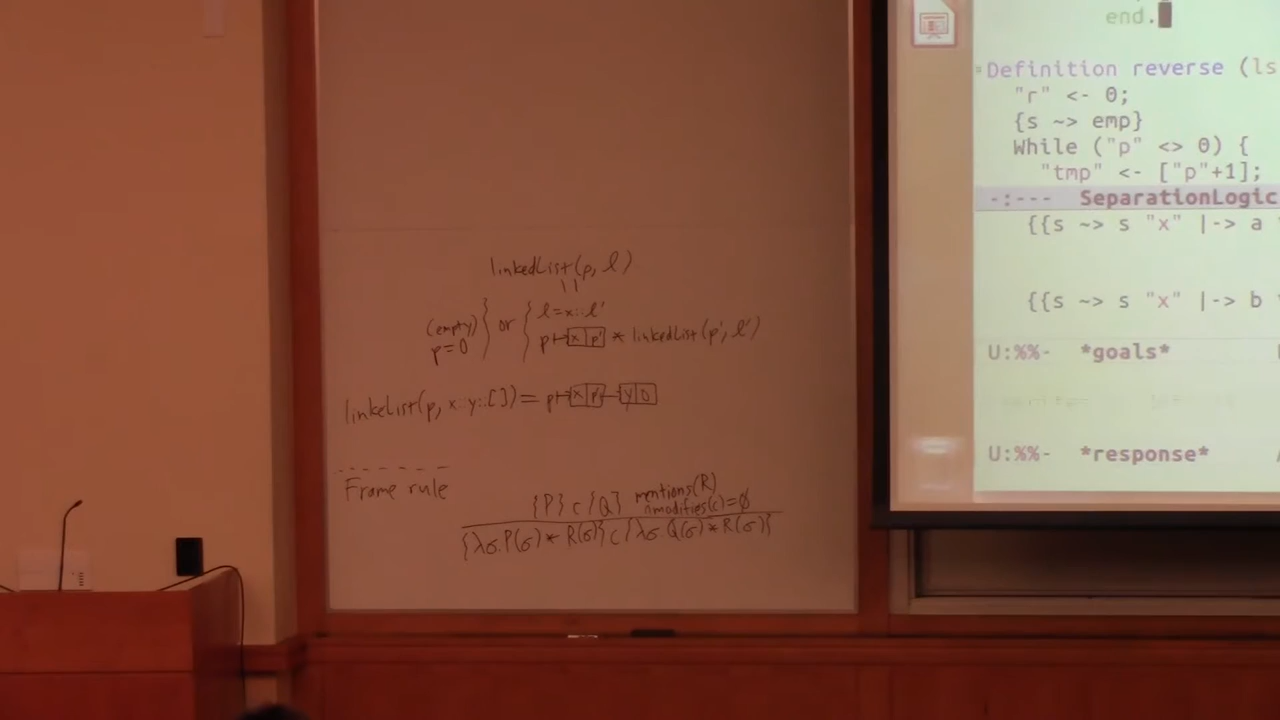 linkedList(p, l)
||
(empty)
p=0
} or {
l=x::l'
p↦[x|p'] * linkedList(p', l')
linkeList(p, x::y::[]) = p↦[x|p']→[y|0]
Frame rule
{P} c {Q} mentions(R)
∩modifies(c)=∅
{λσ.P(σ) * R(σ)} c {λσ.Q(σ) * R(σ)}
end.
Definition reverse (ls
"r" <- 0;
{s ~> emp}
While ("p" <> 0) {
"tmp" <- ["p"+1];
-:--- SeparationLogic
{{s ~> s "x" |-> a
{{s ~> s "x" |-> b
U:%%- *goals*
U:%%- *response*